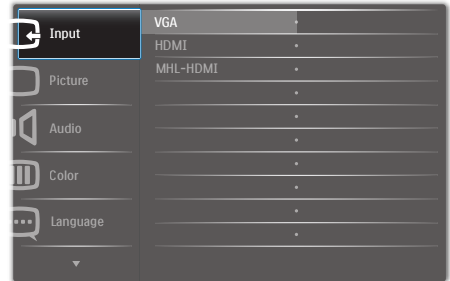 Input
Picture
Audio
Color
Language
VGA
HDMI
MHL-HDMI